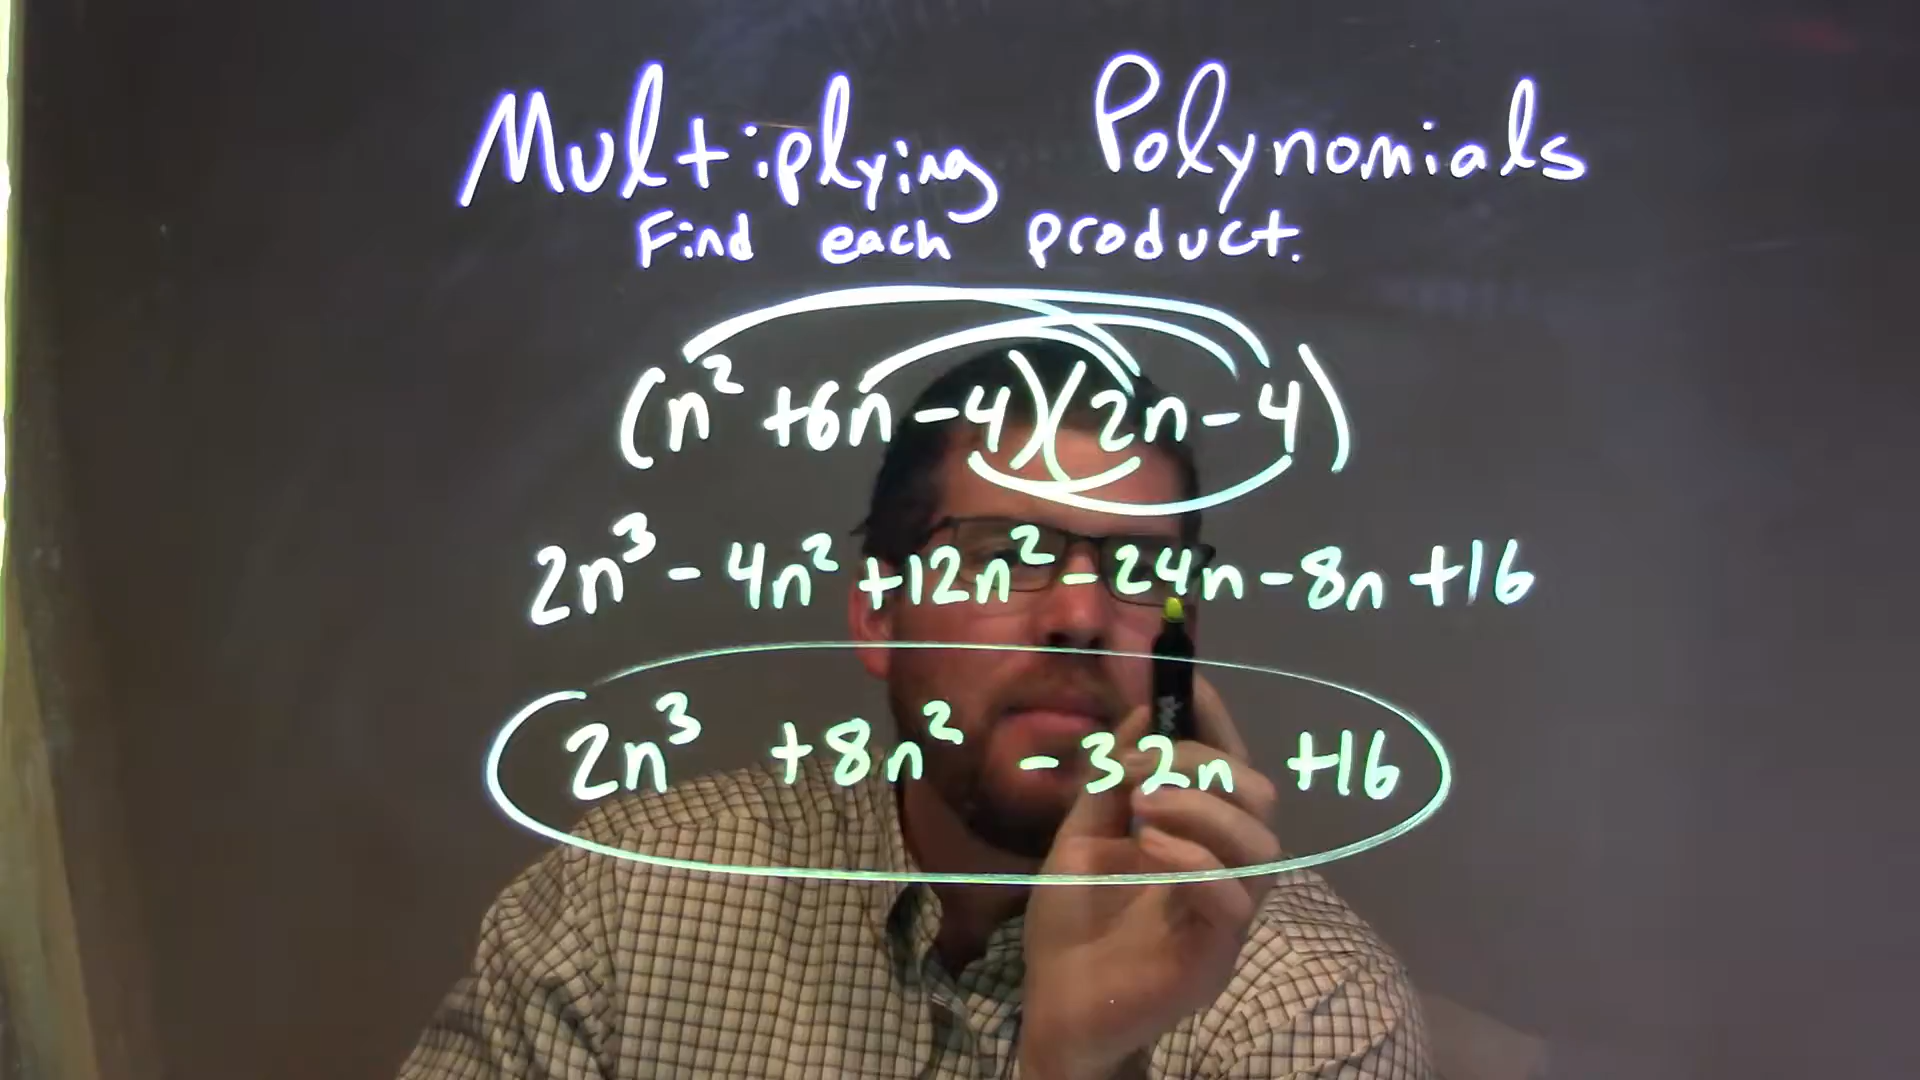 Multiplying Polynomials
Find each product.
(n² +6n -4)(2n - 4)
2n³ - 4n² +12n² - 24n - 8n +16
2n³ +8n² - 32n +16